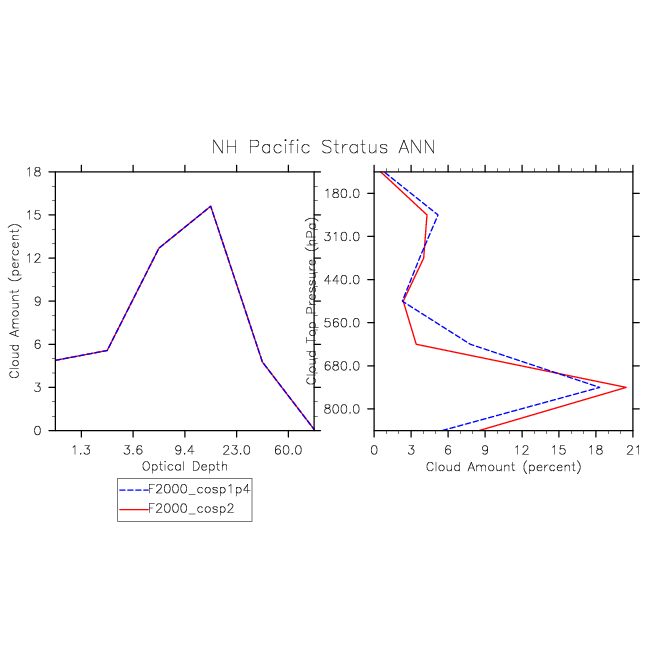 NH Pacific Stratus ANN
Cloud Amount (percent)
18
15
12
9
6
3
0
1.3 3.6 9.4 23.0 60.0
Optical Depth
Cloud Top Pressure (hPa)
180.0
310.0
440.0
560.0
680.0
800.0
0 3 6 9 12 15 18 21
Cloud Amount (percent)
F2000_cosp1p4
F2000_cosp2